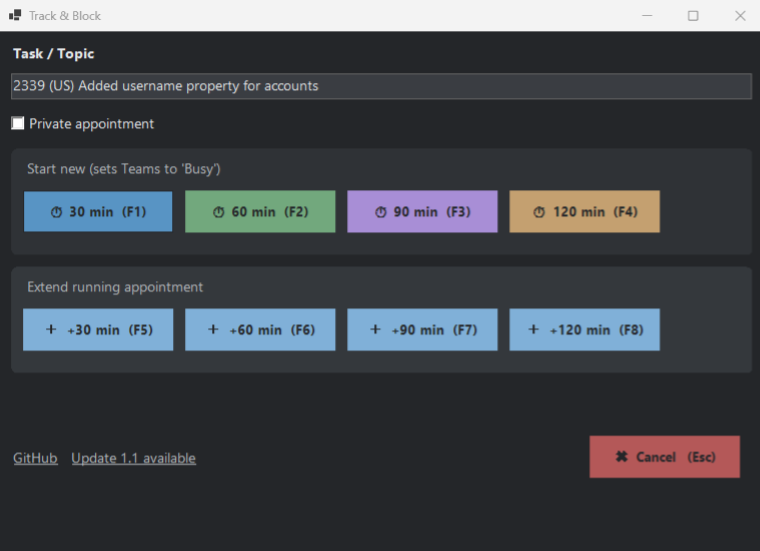 Track & Block
Task / Topic
2339 (US) Added username property for accounts
Private appointment
Start new (sets Teams to 'Busy')
⏱ 30 min (F1)
⏱ 60 min (F2)
⏱ 90 min (F3)
⏱ 120 min (F4)
Extend running appointment
+ +30 min (F5)
+ +60 min (F6)
+ +90 min (F7)
+ +120 min (F8)
GitHub
Update 1.1 available
✖ Cancel (Esc)